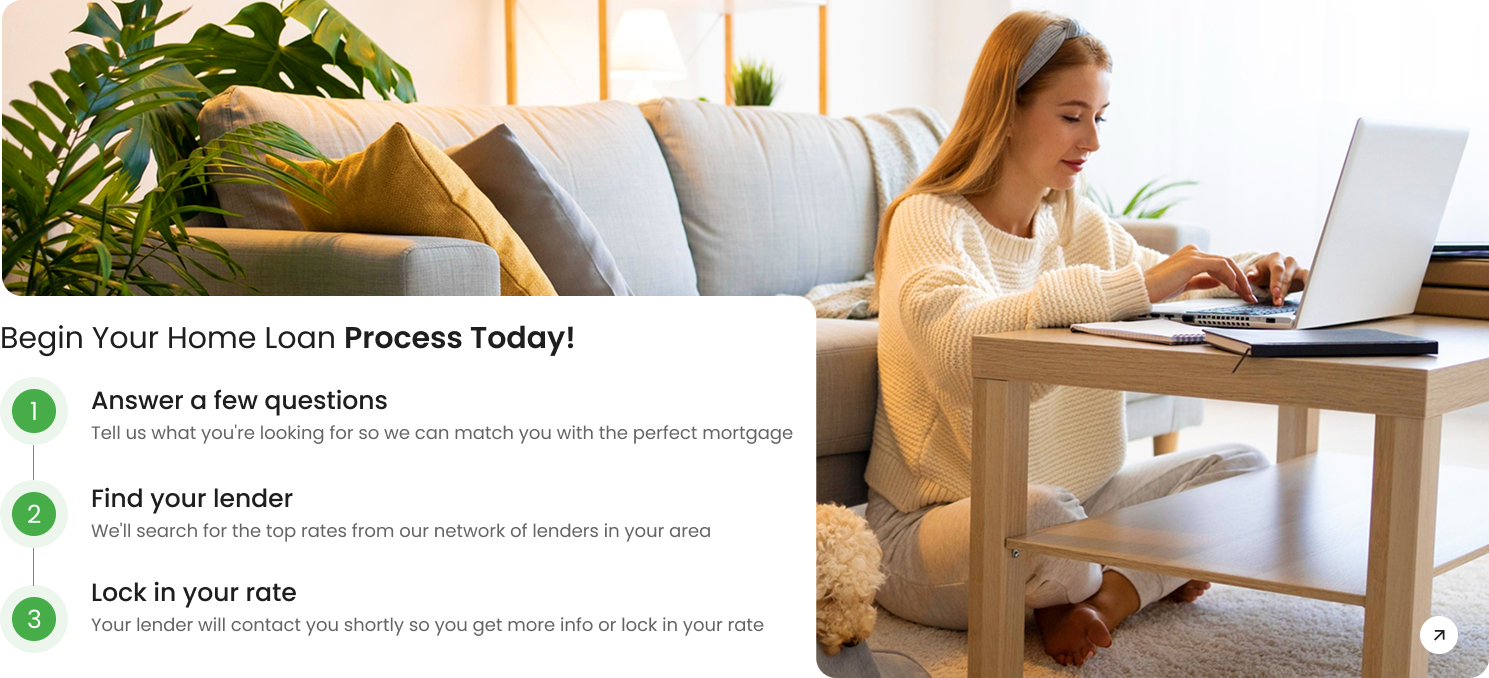 Begin Your Home Loan Process Today!
1
Answer a few questions
Tell us what you're looking for so we can match you with the perfect mortgage
2
Find your lender
We'll search for the top rates from our network of lenders in your area
3
Lock in your rate
Your lender will contact you shortly so you get more info or lock in your rate